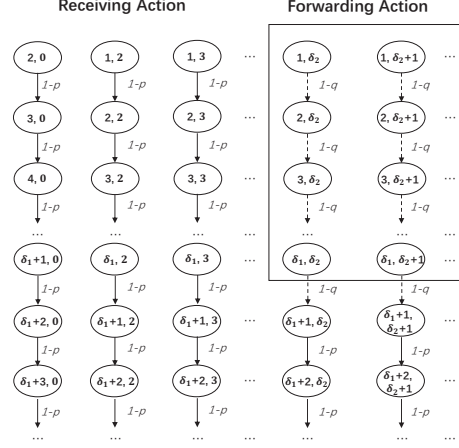 Receiving Action Forwarding Action
2, 0 1, 2 1, 3 ... 1, δ₂ 1, δ₂+1 ...
1-p 1-p 1-p 1-q 1-q
3, 0 2, 2 2, 3 ... 2, δ₂ 2, δ₂+1 ...
1-p 1-p 1-p 1-q 1-q
4, 0 3, 2 3, 3 ... 3, δ₂ 3, δ₂+1 ...
1-p 1-p 1-p 1-q 1-q
... ... ... ... ...
δ₁+1, 0 δ₁, 2 δ₁, 3 ... δ₁, δ₂ δ₁, δ₂+1 ...
1-p 1-p 1-p 1-q 1-q
δ₁+2, 0 δ₁+1, 2 δ₁+1, 3 ... δ₁+1, δ₂ δ₁+1, δ₂+1 ...
1-p 1-p 1-p 1-p 1-p
δ₁+3, 0 δ₁+2, 2 δ₁+2, 3 ... δ₁+2, δ₂ δ₁+2, δ₂+1 ...
1-p 1-p 1-p 1-p 1-p
... ... ... ... ... ...